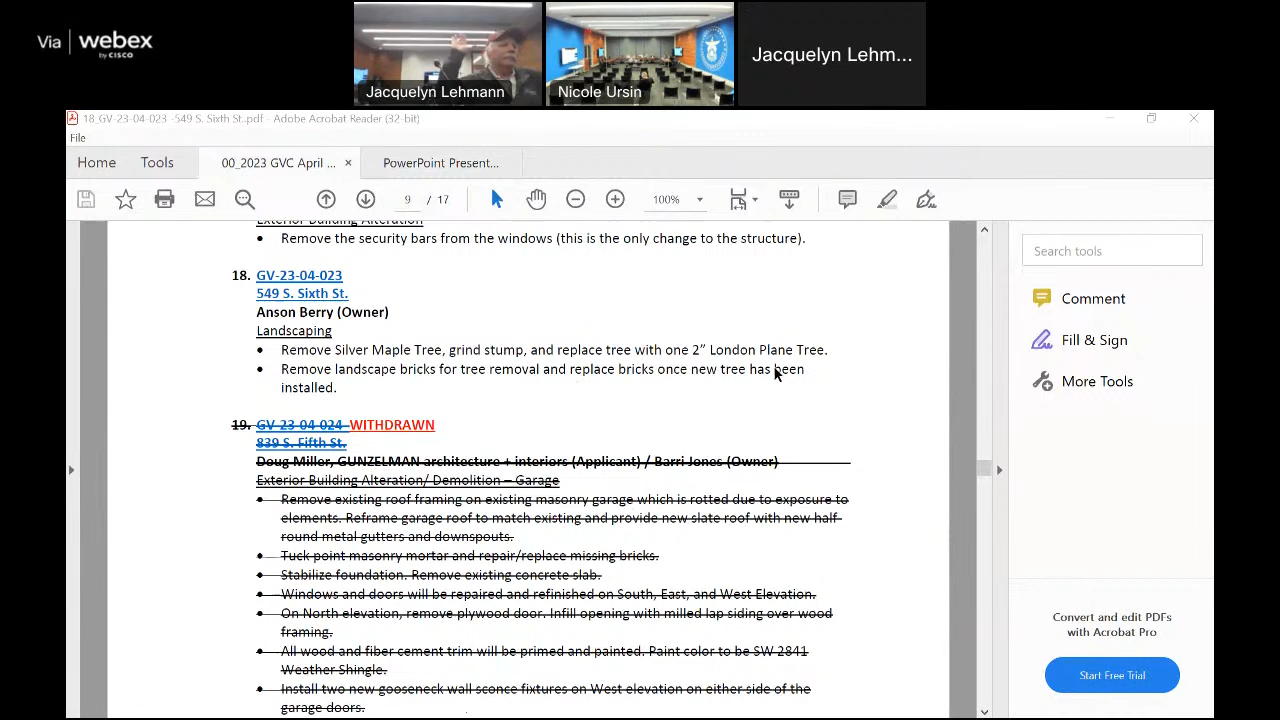 Via webex
by CISCO
Jacquelyn Lehmann
Nicole Ursin
Jacquelyn Lehm...
18_GV-23-04-023 -549 S. Sixth St..pdf - Adobe Acrobat Reader (32-bit)
File
Home Tools 00_2023 GVC April ... × PowerPoint Present...
9 / 17 100%
Exterior Building Alteration
• Remove the security bars from the windows (this is the only change to the structure).
18. GV-23-04-023
549 S. Sixth St.
Anson Berry (Owner)
Landscaping
• Remove Silver Maple Tree, grind stump, and replace tree with one 2” London Plane Tree.
• Remove landscape bricks for tree removal and replace bricks once new tree has been
installed.
19. GV-23-04-024 WITHDRAWN
839 S. Fifth St.
Doug Miller, GUNZELMAN architecture + interiors (Applicant) / Barri Jones (Owner)
Exterior Building Alteration/ Demolition – Garage
• Remove existing roof framing on existing masonry garage which is rotted due to exposure to
elements. Reframe garage roof to match existing and provide new slate roof with new half
round metal gutters and downspouts.
• Tuck point masonry mortar and repair/replace missing bricks.
• Stabilize foundation. Remove existing concrete slab.
• Windows and doors will be repaired and refinished on South, East, and West Elevation.
• On North elevation, remove plywood door. Infill opening with milled lap siding over wood
framing.
• All wood and fiber cement trim will be primed and painted. Paint color to be SW 2841
Weather Shingle.
• Install two new gooseneck wall sconce fixtures on West elevation on either side of the
garage doors.
Search tools
Comment
Fill & Sign
More Tools
Convert and edit PDFs
with Acrobat Pro
Start Free Trial